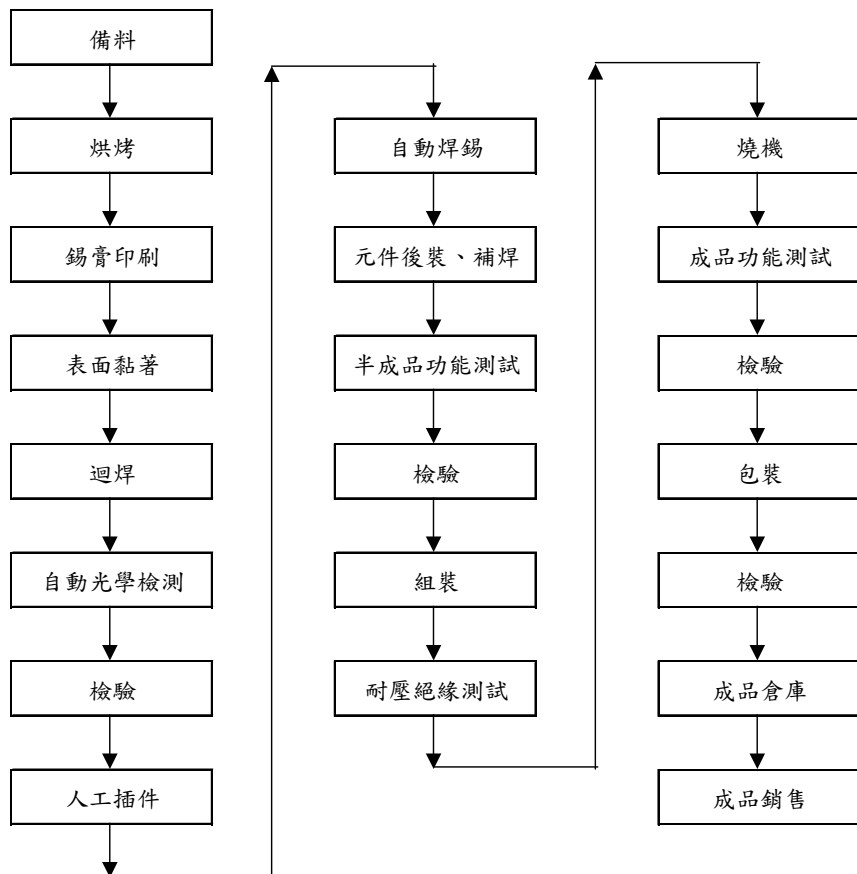 備料
烘烤
錫膏印刷
表面黏著
迴焊
自動光學檢測
檢驗
人工插件
自動焊錫
元件後裝、補焊
半成品功能測試
檢驗
組裝
耐壓絕緣測試
燒機
成品功能測試
檢驗
包裝
檢驗
成品倉庫
成品銷售